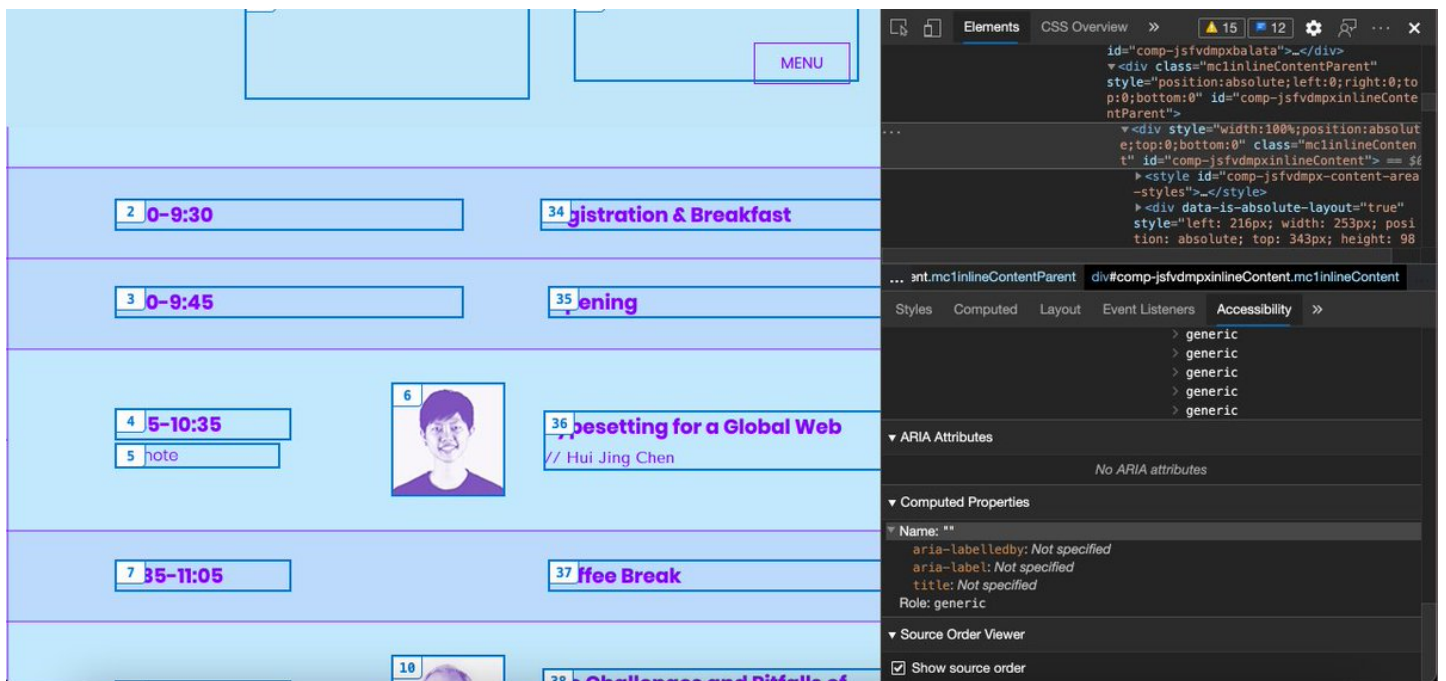 MENU
2 0-9:30
34 gistration & Breakfast
3 0-9:45
35 ening
6
4 5-10:35
36 ypesetting for a Global Web
5 note
// Hui Jing Chen
7 35-11:05
37 ffee Break
10
38 Challenges and Pitfalls of
Elements CSS Overview » 15 12 ··· ×
id="comp-jsfvdmpxbalata">…</div>
▼<div class="mc1inlineContentParent"
style="position:absolute;left:0;right:0;to
p:0;bottom:0" id="comp-jsfvdmpxinlineConte
ntParent">
... ▼<div style="width:100%;position:absolut
e;top:0;bottom:0" class="mc1inlineConten
t" id="comp-jsfvdmpxinlineContent"> == $0
▶<style id="comp-jsfvdmpx-content-area
-styles">…</style>
▶<div data-is-absolute-layout="true"
style="left: 216px; width: 253px; posi
tion: absolute; top: 343px; height: 98
... ent.mc1inlineContentParent div#comp-jsfvdmpxinlineContent.mc1inlineContent
Styles Computed Layout Event Listeners Accessibility »
> generic
> generic
> generic
> generic
> generic
▼ ARIA Attributes
No ARIA attributes
▼ Computed Properties
▼ Name: ""
aria-labelledby: Not specified
aria-label: Not specified
title: Not specified
Role: generic
▼ Source Order Viewer
Show source order